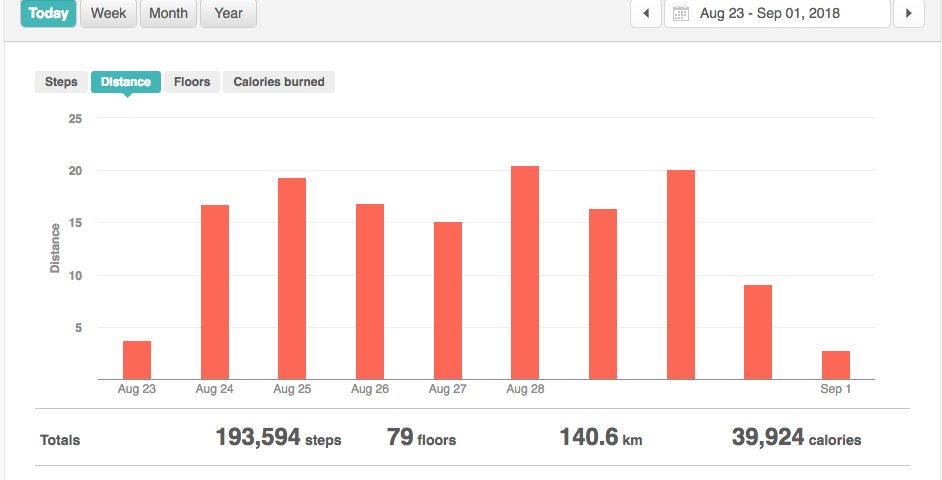 Today Week Month Year Aug 23 - Sep 01, 2018
Steps Distance Floors Calories burned
25
20
15
10
5
Distance
Aug 23 Aug 24 Aug 25 Aug 26 Aug 27 Aug 28 Sep 1
Totals 193,594 steps 79 floors 140.6 km 39,924 calories